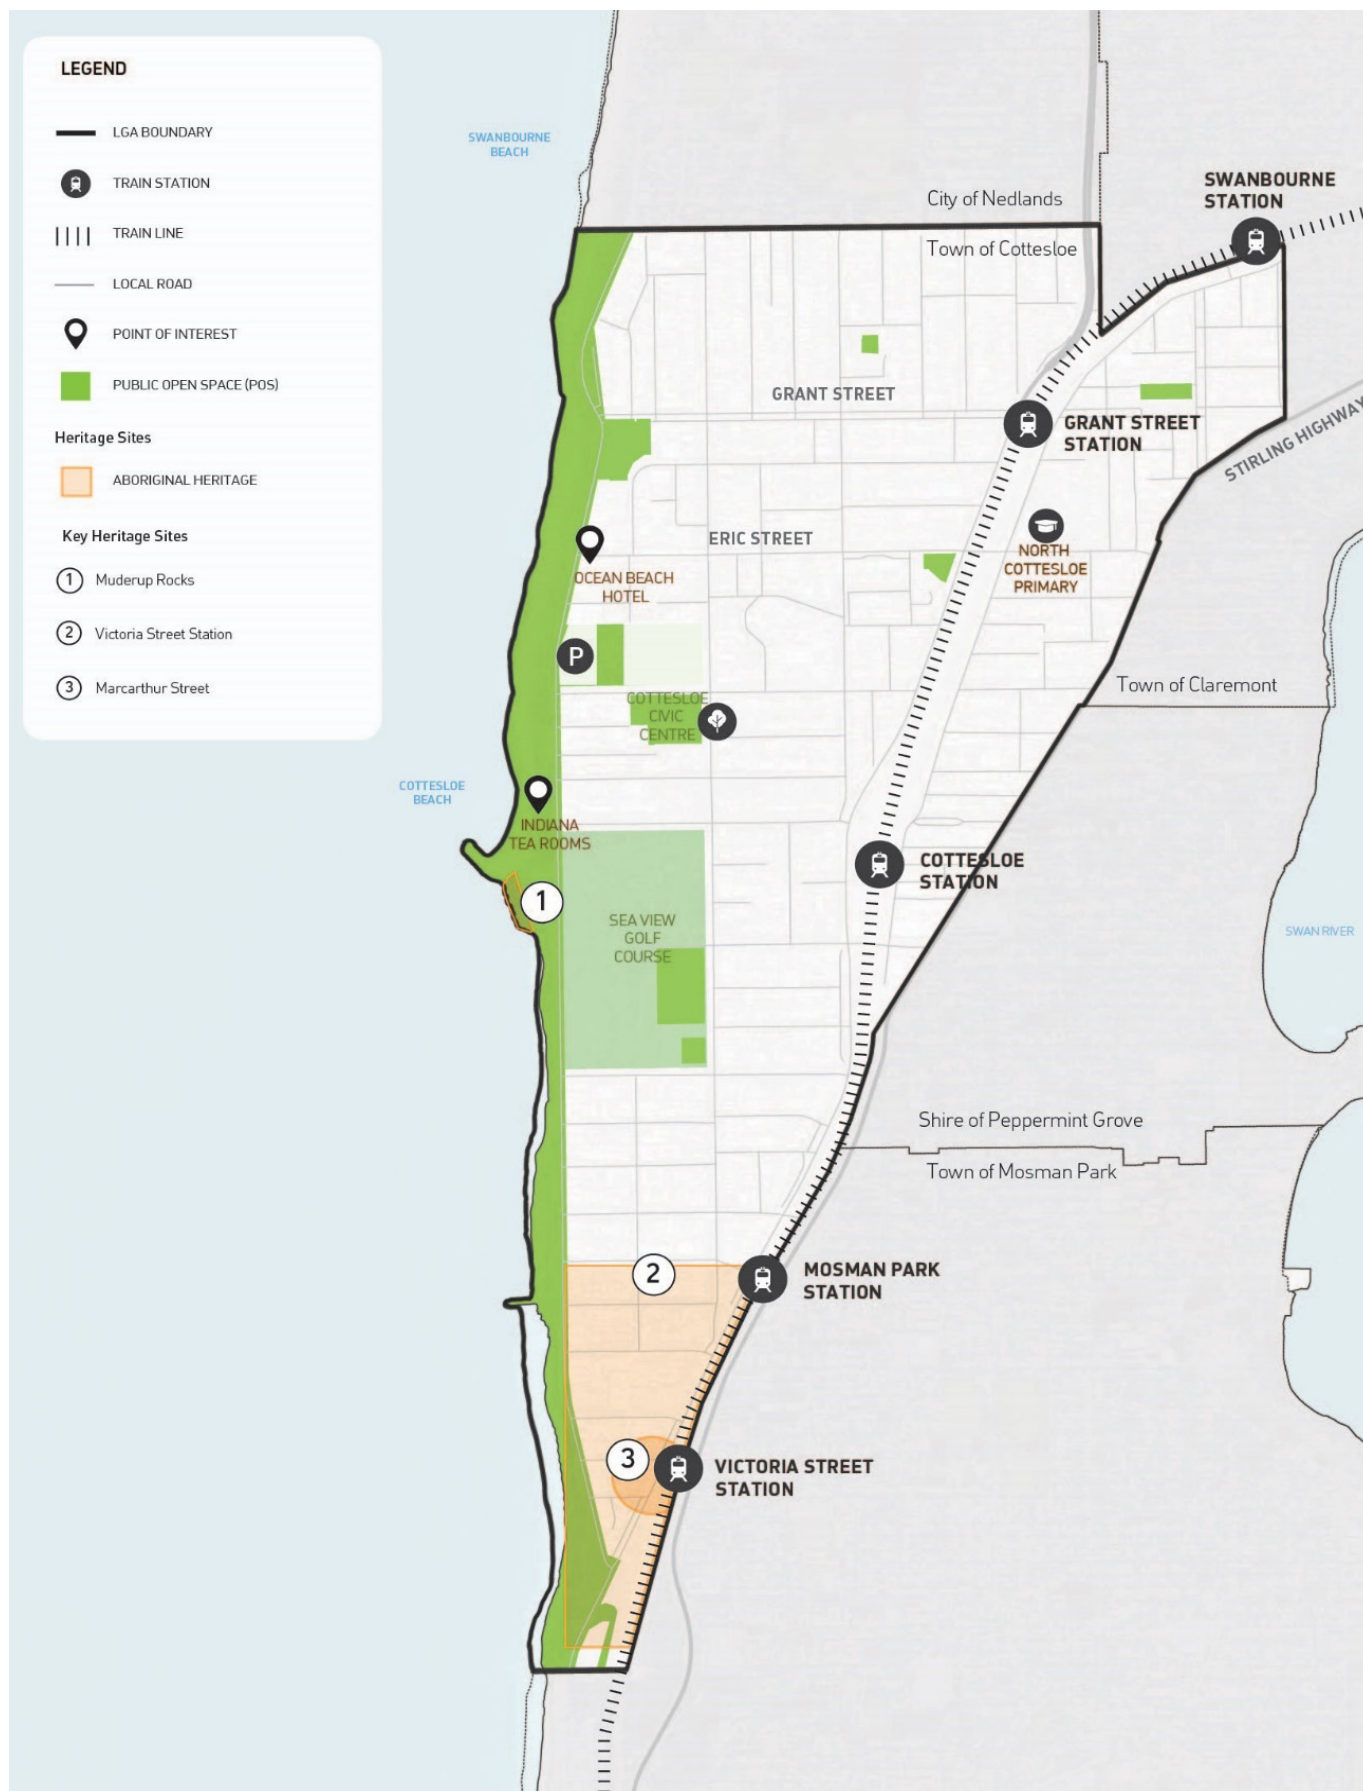 LEGEND
LGA BOUNDARY
TRAIN STATION
TRAIN LINE
LOCAL ROAD
POINT OF INTEREST
PUBLIC OPEN SPACE (POS)
Heritage Sites
ABORIGINAL HERITAGE
Key Heritage Sites
1 Muderup Rocks
2 Victoria Street Station
3 Marcarthur Street
SWANBOURNE
BEACH
City of Nedlands
Town of Cottesloe
SWANBOURNE
STATION
GRANT STREET
GRANT STREET
STATION
STIRLING HIGHWAY
ERIC STREET
NORTH
COTTESLOE
PRIMARY
OCEAN BEACH
HOTEL
P
COTTESLOE
CIVIC
CENTRE
Town of Claremont
COTTESLOE
BEACH
INDIANA
TEA ROOMS
1
SEA VIEW
GOLF
COURSE
COTTESLOE
STATION
SWAN RIVER
Shire of Peppermint Grove
Town of Mosman Park
2
MOSMAN PARK
STATION
3
VICTORIA STREET
STATION